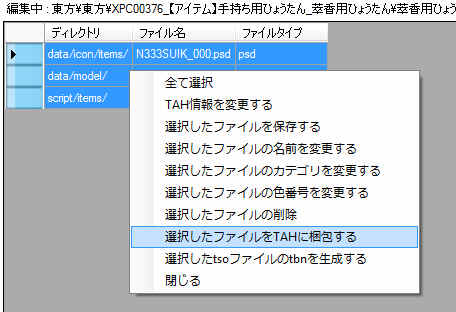 編集中 : 東方¥東方¥XPC00376_【アイテム】手持ち用ひょうたん_萃香用ひょうたん¥萃香用ひょう
ディレクトリ ファイル名 ファイルタイプ
data/icon/items/ N333SUIK_000.psd psd
data/model/
script/items/
全て選択
TAH情報を変更する
選択したファイルを保存する
選択したファイルの名前を変更する
選択したファイルのカテゴリを変更する
選択したファイルの色番号を変更する
選択したファイルの削除
選択したファイルをTAHに梱包する
選択したtsoファイルのtbnを生成する
閉じる